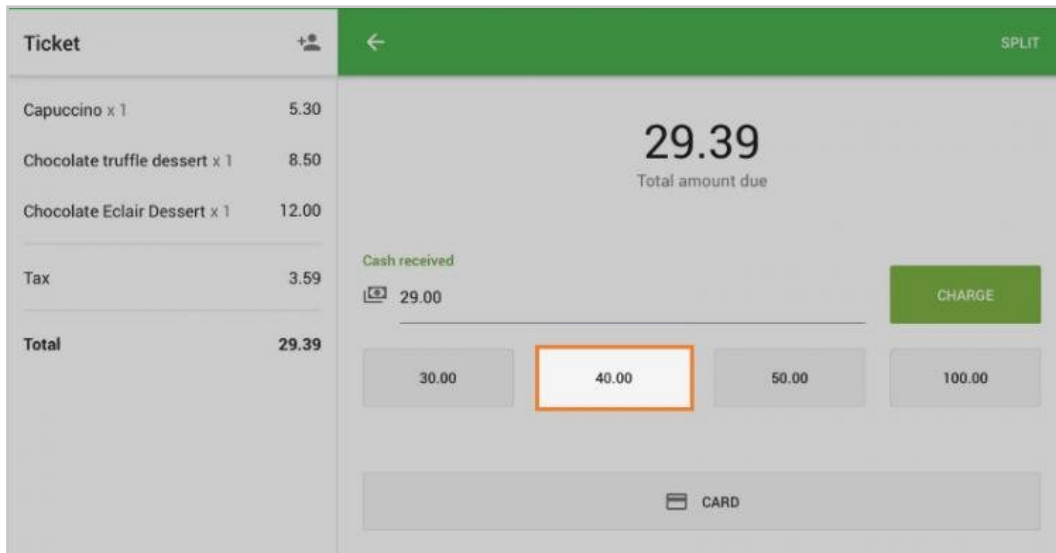 Ticket
SPLIT
Capuccino x 1 5.30
Chocolate truffle dessert x 1 8.50
Chocolate Eclair Dessert x 1 12.00
Tax 3.59
Total 29.39
29.39
Total amount due
Cash received
29.00
CHARGE
30.00 40.00 50.00 100.00
CARD